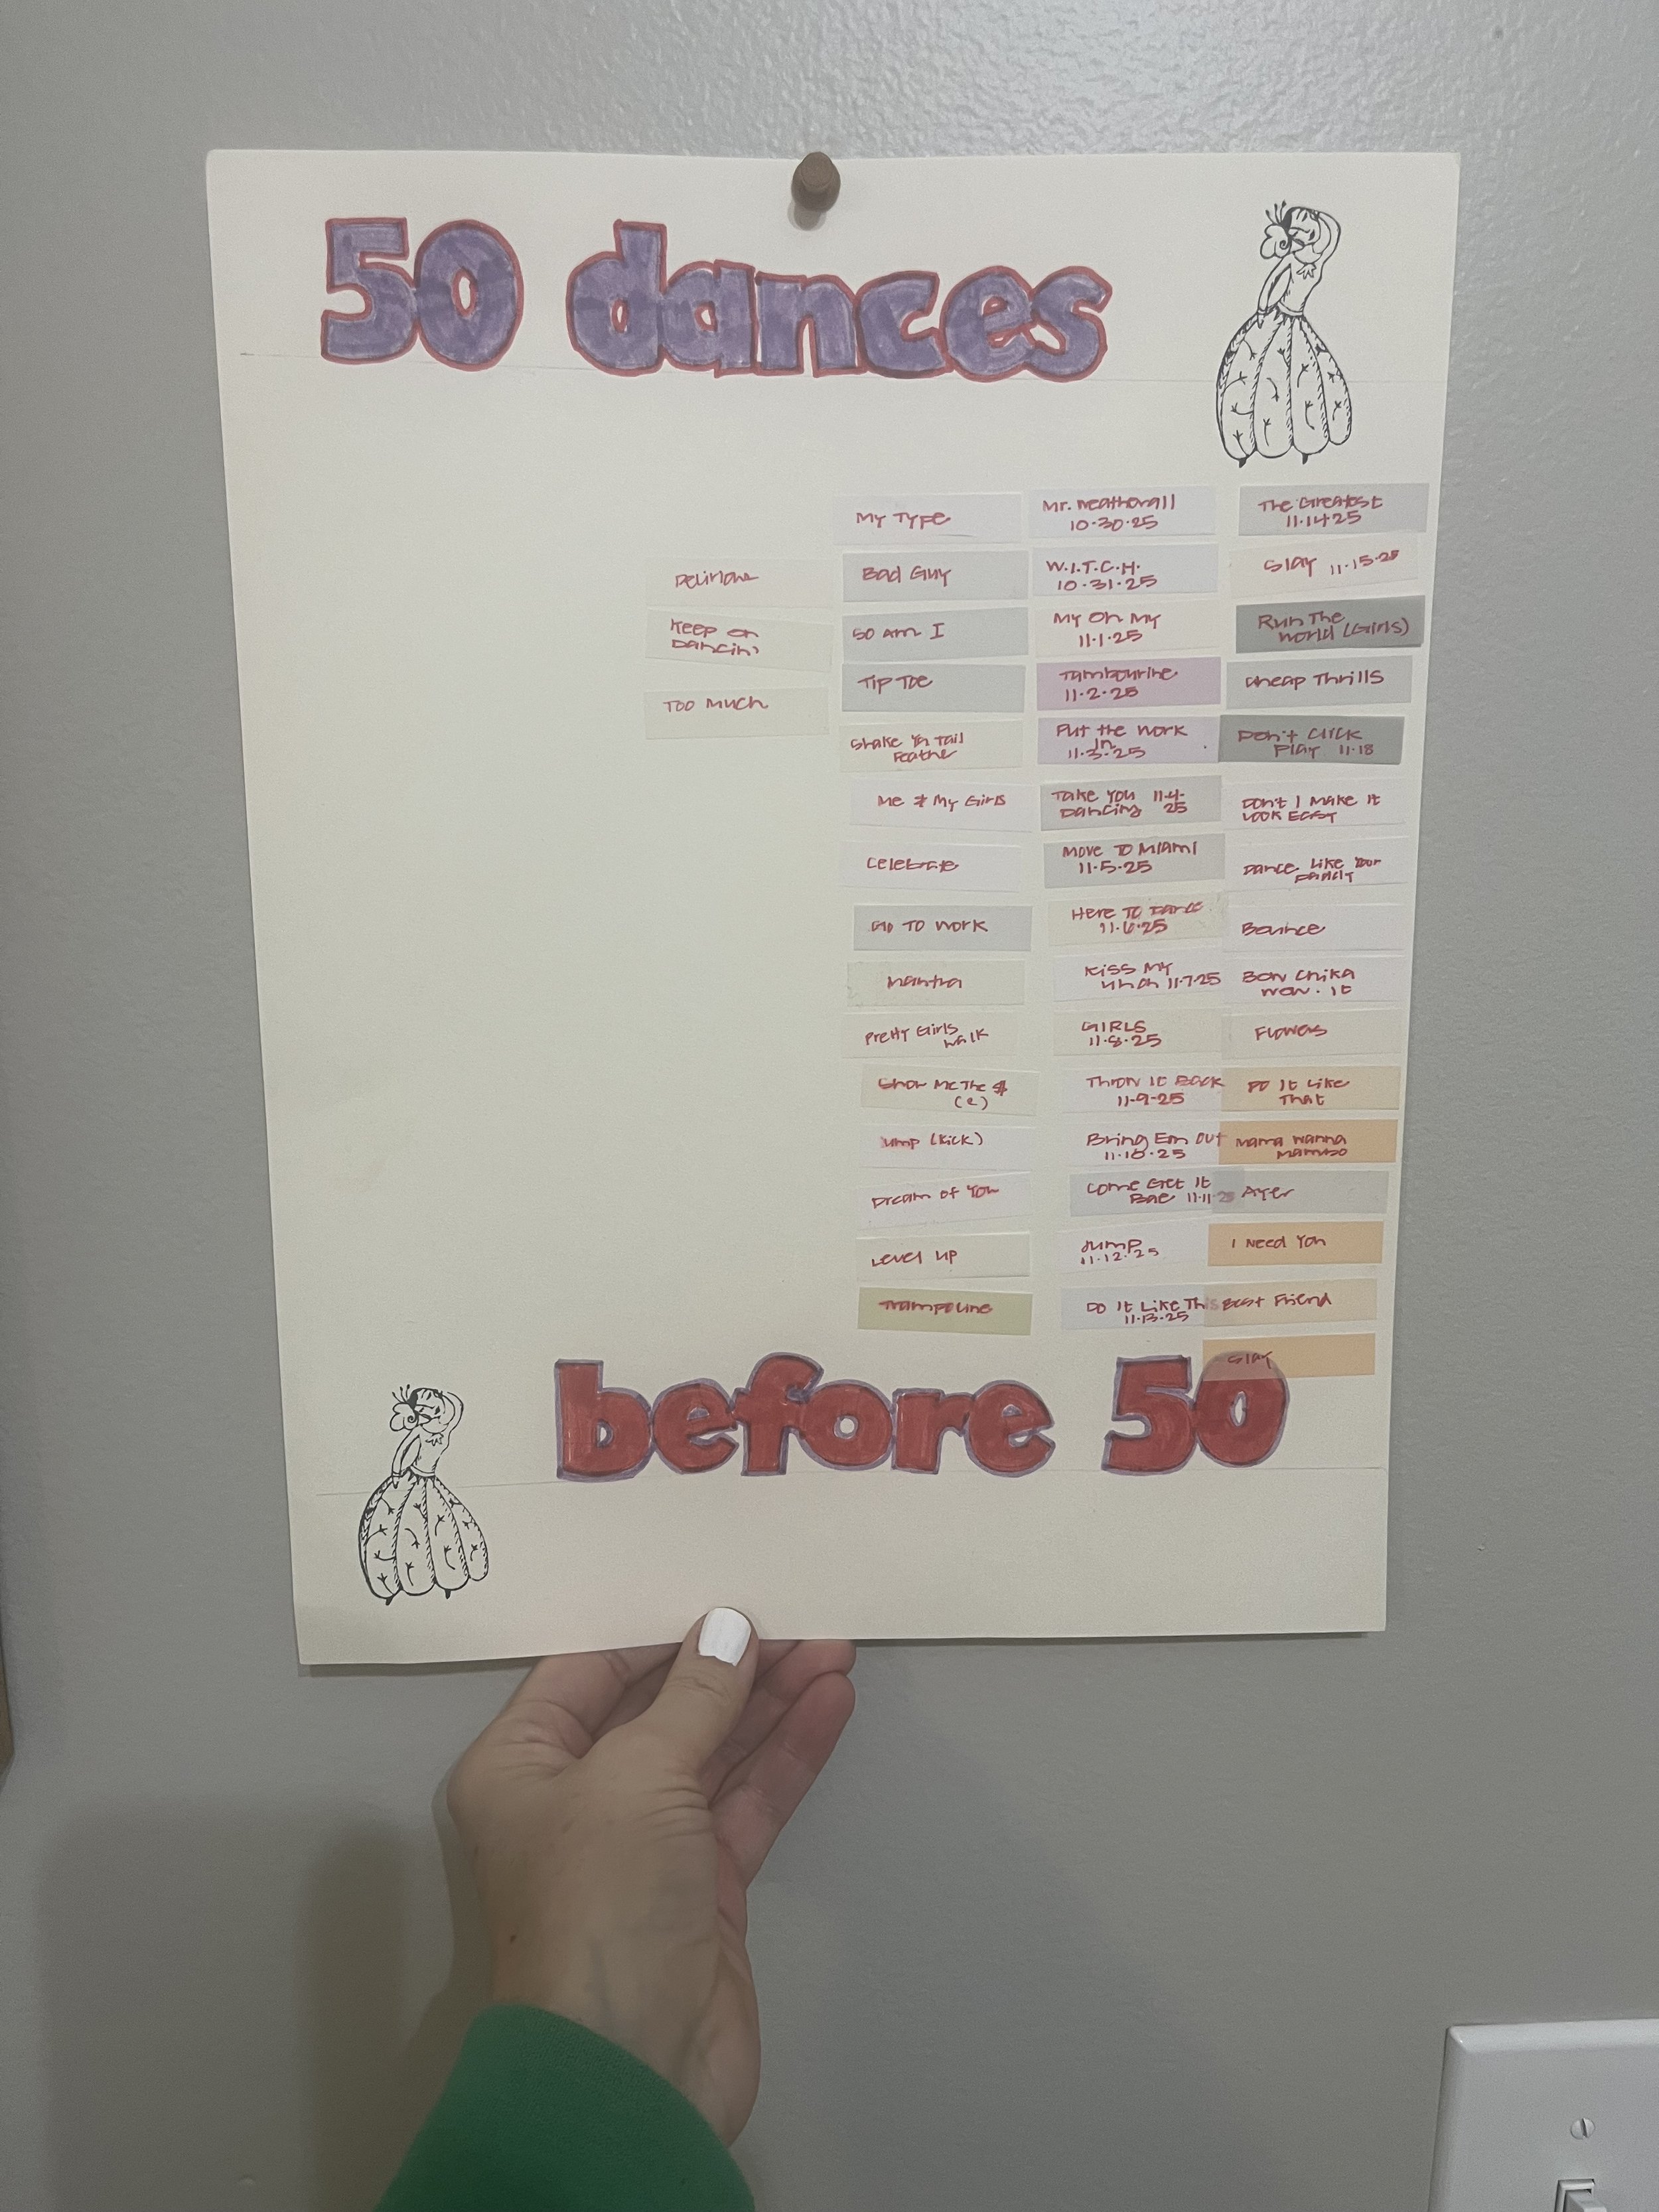 50 dances
Delirious
Keep on
Dancin'
Too Much
My Type
Bad Guy
So Am I
Tip Toe
Shake Ya Tail
Feather
Me & My Girls
Celebrate
Go To Work
Mantra
Pretty Girls
Walk
Show Me The $
(2)
Jump (Kick)
Dream of You
Level Up
Trampoline
Mr. Weatherall
10.30.25
W.I.T.C.H.
10.31.25
My Oh My
11.1.25
Tambourine
11.2.25
Put the Work
In
11.3.25
Take You 11.4.
Dancing 25
Move To Miami
11.5.25
Here To Dance
11.6.25
Kiss My
Uh Oh 11.7.25
GIRLS
11.8.25
Throw It Back
11.9.25
Bring Em Out
11.10.25
Come Get It
Bae 11.11.25
Jump
11.12.25
Do It Like This
11.13.25
The Greatest
11.14.25
Slay 11.15.25
Run The
World (Girls)
Cheap Thrills
Don't Click
Play 11.18
Don't I Make It
Look Easy
Dance Like Your
Daddy
Bounce
Bow Chika
Wow. It
Flowers
Do It Like
That
Mama Wanna
Mambo
Ayer
I Need You
Best Friend
Slay
before 50